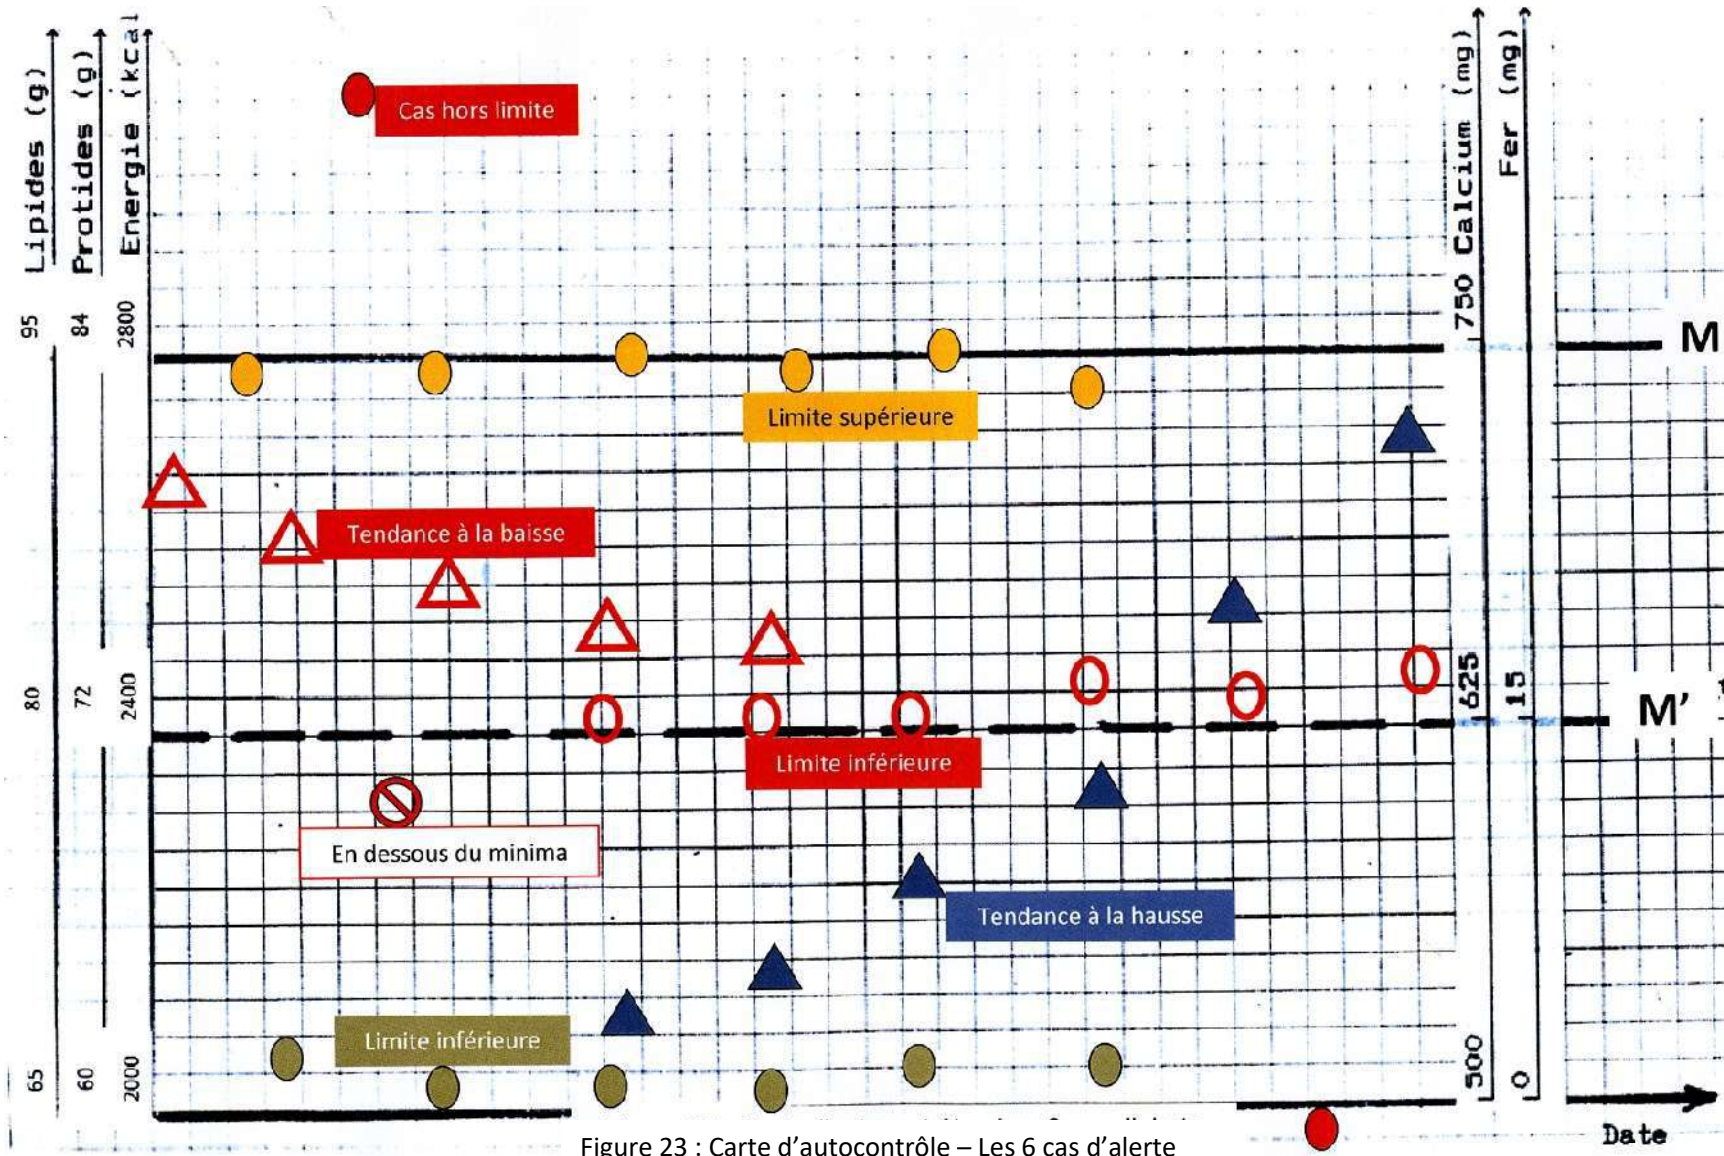 Lipides (g)
Protides (g)
Energie (kcal
Calcium (mg)
Fer (mg)
Cas hors limite
95
84
2800
750
M
Limite supérieure
Tendance à la baisse
80
72
2400
625
15
M'
Limite inférieure
En dessous du minima
Tendance à la hausse
Limite inférieure
65
60
2000
500
0
Date
Figure 23 : Carte d'autocontrôle – Les 6 cas d'alerte